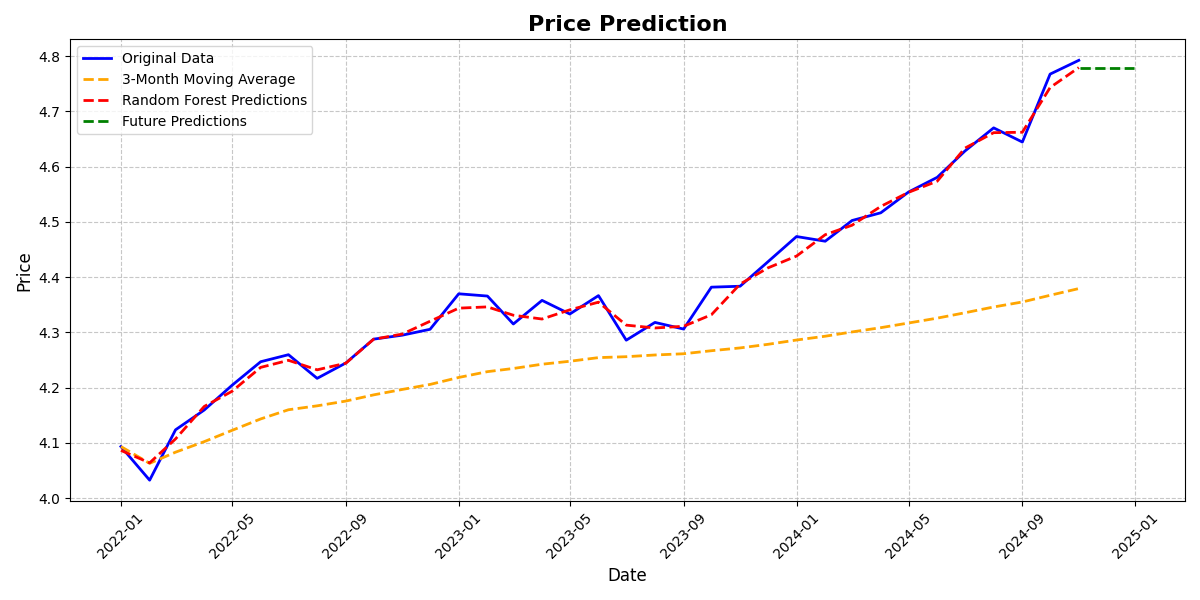 Price Prediction
Original Data
3-Month Moving Average
Random Forest Predictions
Future Predictions
4.8
4.7
4.6
4.5
4.4
4.3
4.2
4.1
4.0
Price
2022-01
2022-05
2022-09
2023-01
2023-05
2023-09
2024-01
2024-05
2024-09
2025-01
Date